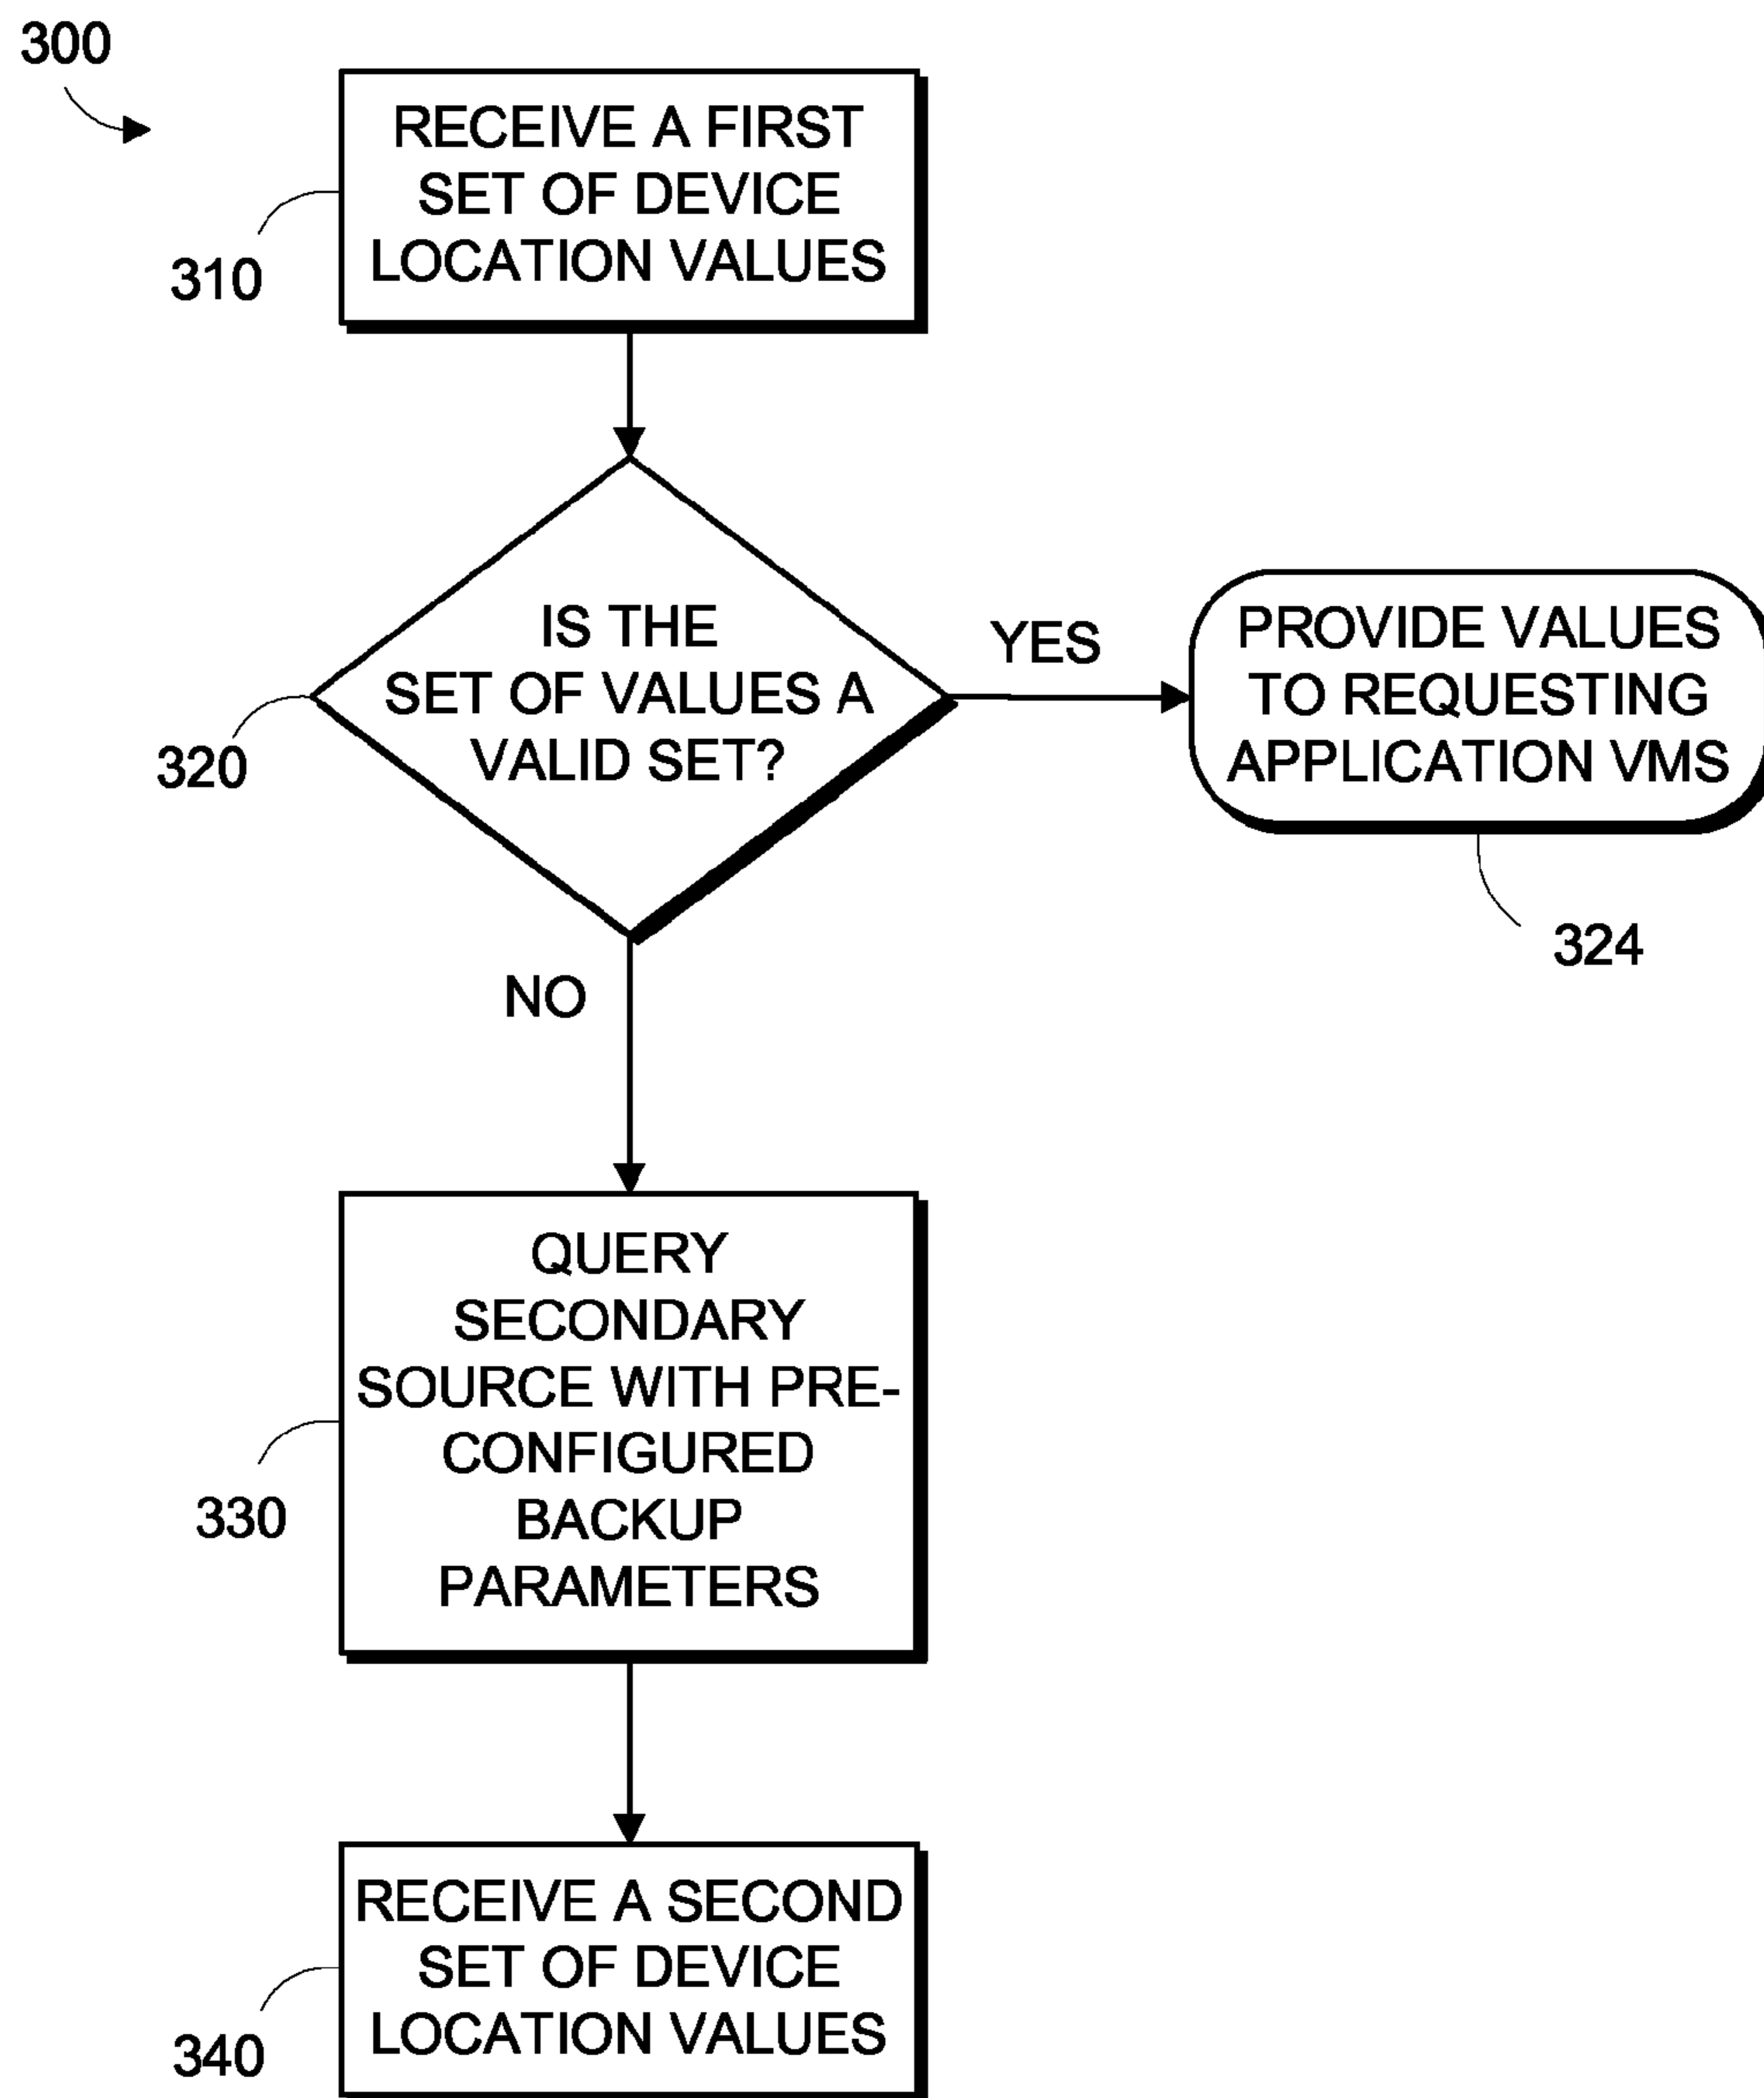 300
RECEIVE A FIRST
SET OF DEVICE
LOCATION VALUES
310
IS THE
SET OF VALUES A
VALID SET?
320
YES
PROVIDE VALUES
TO REQUESTING
APPLICATION VMS
324
NO
QUERY
SECONDARY
SOURCE WITH PRE-
CONFIGURED
BACKUP
PARAMETERS
330
RECEIVE A SECOND
SET OF DEVICE
LOCATION VALUES
340